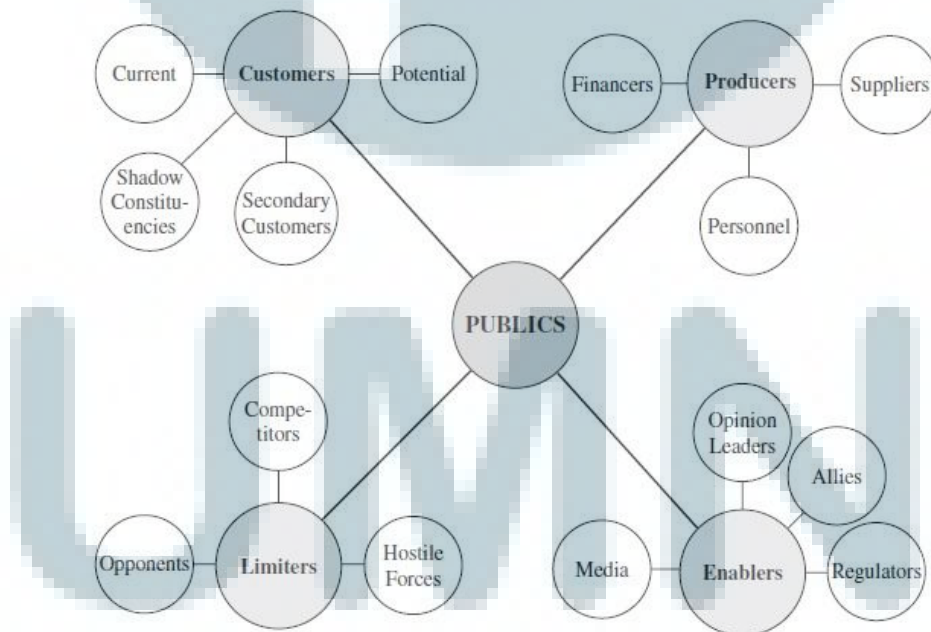 Current
Customers
Potential
Shadow
Constitu-
encies
Secondary
Customers
Financers
Producers
Suppliers
Personnel
PUBLICS
Compe-
titors
Opponents
Limiters
Hostile
Forces
Opinion
Leaders
Allies
Media
Enablers
Regulators
UMN